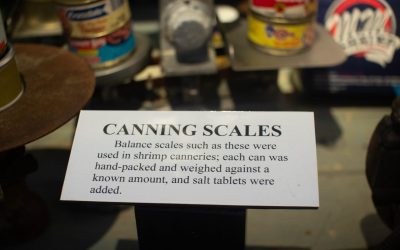 CANNING SCALES
Balance scales such as these were
used in shrimp canneries; each can was
hand-packed and weighed against a
known amount, and salt tablets were
added.